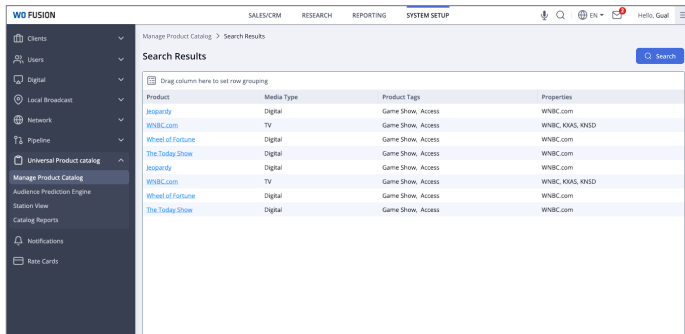 WO FUSION
SALES/CRM RESEARCH REPORTING SYSTEM SETUP
EN 2 Hello, Gual
Clients
Users
Digital
Local Broadcast
Network
Pipeline
Universal Product catalog
Manage Product Catalog
Audience Prediction Engine
Station View
Catalog Reports
Notifications
Rate Cards
Manage Product Catalog > Search Results
Search Results
Search
Drag column here to set row grouping
Product Media Type Product Tags Properties
Jeopardy Digital Game Show, Access WNBC.com
WNBC.com TV Game Show, Access WNBC, KXAS, KNSD
Wheel of Fortune Digital Game Show, Access WNBC.com
The Today Show Digital Game Show, Access WNBC.com
Jeopardy Digital Game Show, Access WNBC.com
WNBC.com TV Game Show, Access WNBC, KXAS, KNSD
Wheel of Fortune Digital Game Show, Access WNBC.com
The Today Show Digital Game Show, Access WNBC.com